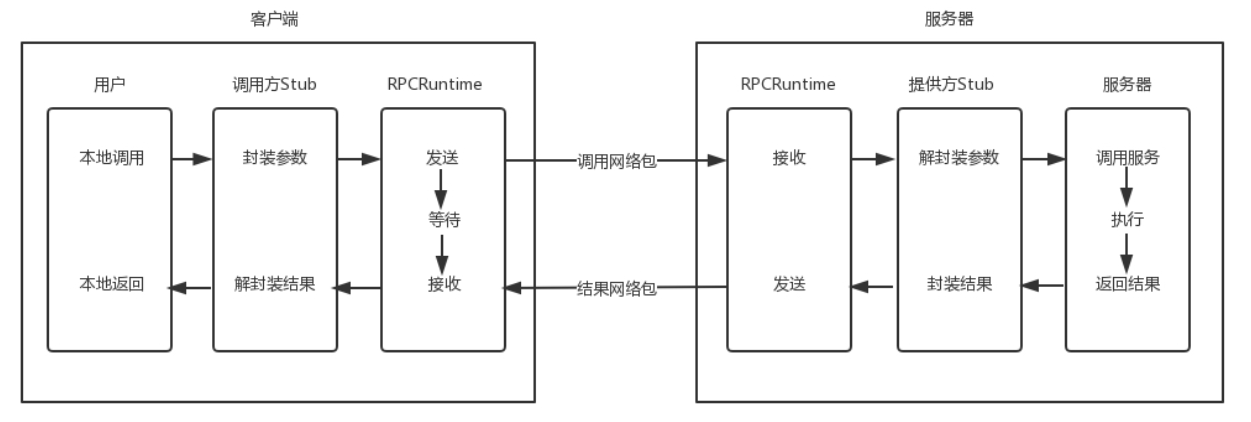 客户端
服务器
用户
调用方Stub
RPCRuntime
RPCRuntime
提供方Stub
服务器
本地调用
封装参数
发送
调用网络包
接收
解封装参数
调用服务
等待
执行
本地返回
解封装结果
接收
结果网络包
发送
封装结果
返回结果